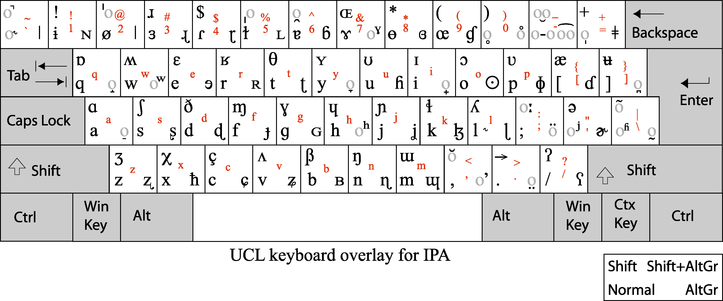 ~ ! ! @ # $ $ % ^ ɶ & * ( ) _ + Backspace
ø 2 3 4 ɽ 5 ʟ ɐ 6 ɓ ɤ 7 ɵ 8 œ 9 ɠ 0 - =
Tab ɒ ʍ ɛ ɹ θ ʏ ʊ ɪ ɔ ʋ æ { }
q q w w e e ɘ r r ʀ t t ʈ y y u u ɦ i i o o ʘ p p ɸ [ [ ɗ ] ] Enter
Caps Lock ɑ ʃ ð ɱ ɣ ɥ ɲ ɬ ʎ : ə " |
a a s s d d ɖ f f ɟ g g ɢ h h j j ʝ k k l l ɭ ; ; ' \
Shift ʒ χ ç ʌ β ŋ ɯ < → > ʔ ? Shift
z z ʐ x x ħ c c v v b b ʙ n n ɳ m m ɰ , , . . / / ʕ
Ctrl Win Key Alt Alt Win Key Ctx Key Ctrl
UCL keyboard overlay for IPA
Shift Shift+AltGr
Normal AltGr